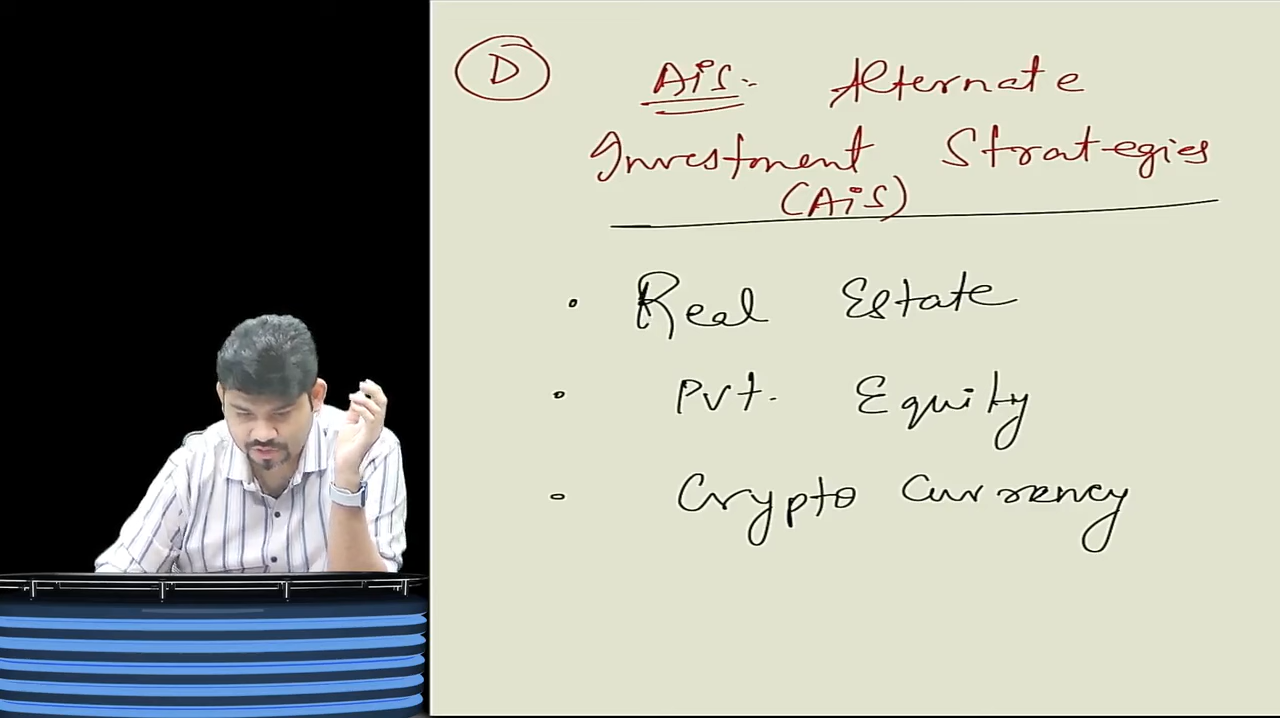 D AIS:- Alternate
Investment Strategies
(AIS)
• Real Estate
• Pvt. Equity
• Crypto Currency